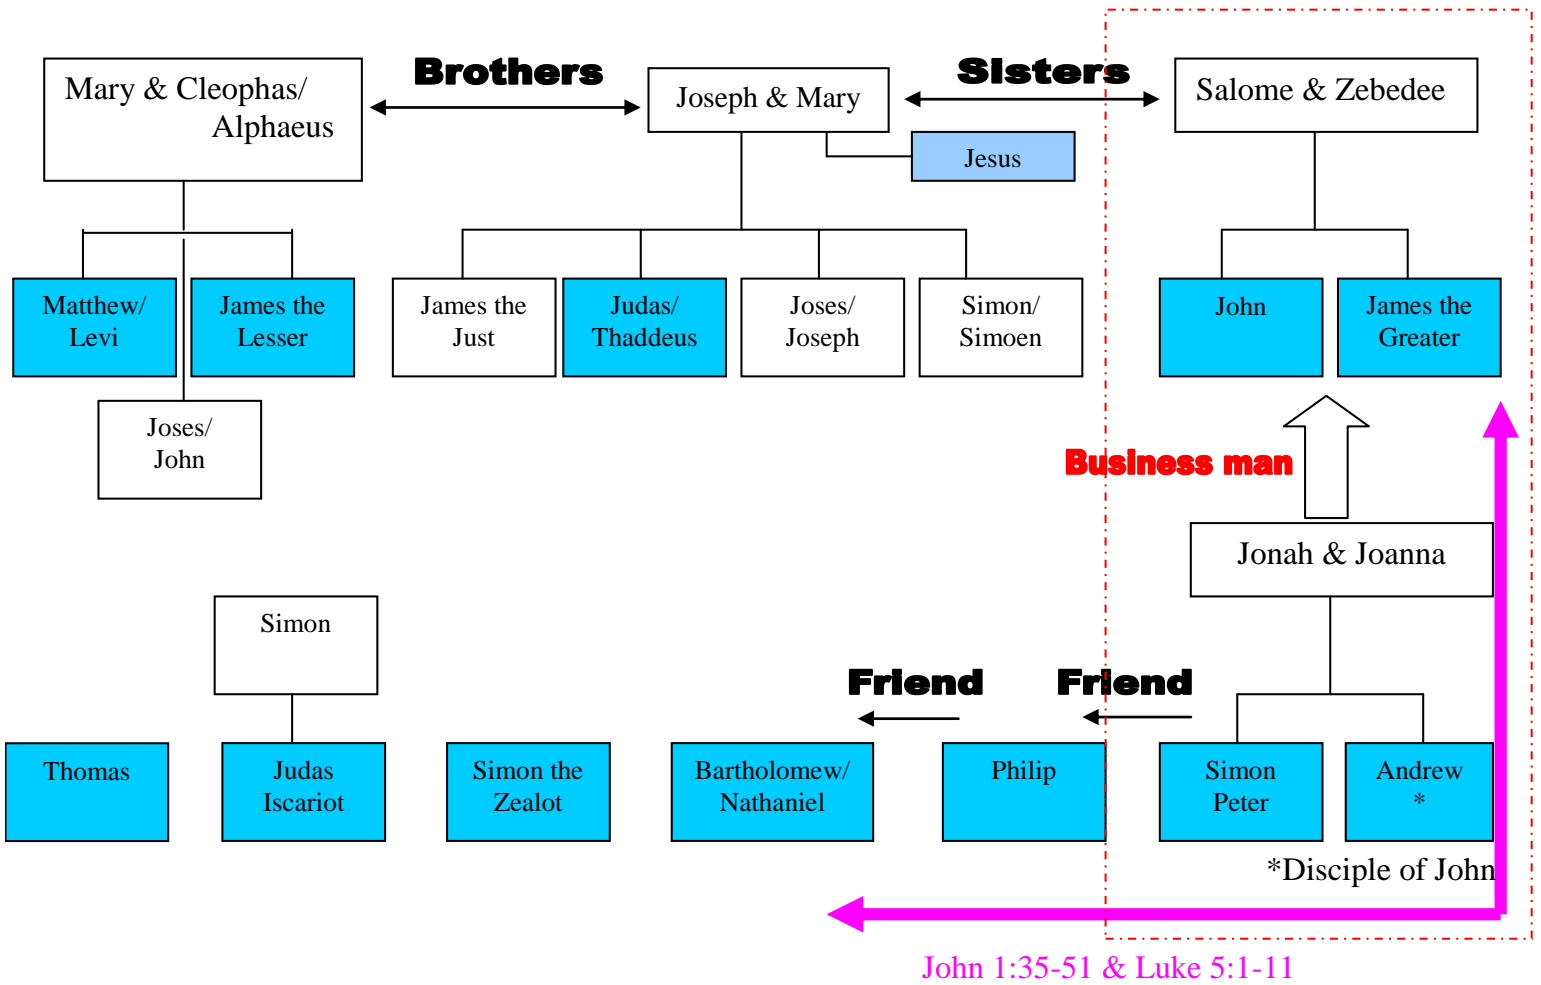 Brothers
Sisters
Mary & Cleophas/
Alphaeus
Joseph & Mary
Salome & Zebedee
Jesus
Matthew/
Levi
James the
Lesser
James the
Just
Judas/
Thaddeus
Joses/
Joseph
Simon/
Simoen
John
James the
Greater
Joses/
John
Business man
Jonah & Joanna
Simon
Friend
Friend
Thomas
Judas
Iscariot
Simon the
Zealot
Bartholomew/
Nathaniel
Philip
Simon
Peter
Andrew
*
*Disciple of John
John 1:35-51 & Luke 5:1-11